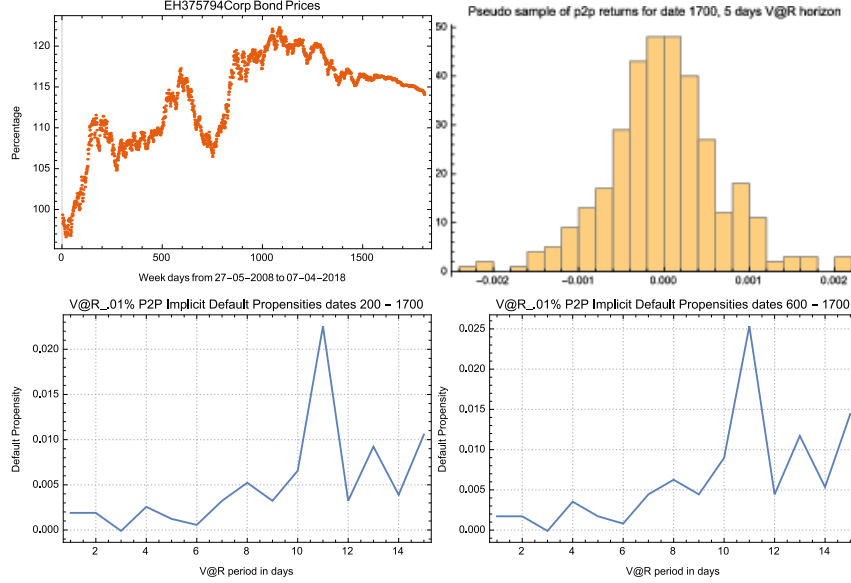 EH375794Corp Bond Prices
120
115
110
105
100
Percentage
0 500 1000 1500
Week days from 27-05-2008 to 07-04-2018
Pseudo sample of p2p returns for date 1700, 5 days V@R horizon
50
40
30
20
10
0
-0.002 -0.001 0.000 0.001 0.002
V@R_.01% P2P Implicit Default Propensities dates 200 – 1700
0.020
0.015
0.010
0.005
0.000
Default Propensity
2 4 6 8 10 12 14
V@R period in days
V@R_.01% P2P Implicit Default Propensities dates 600 – 1700
0.025
0.020
0.015
0.010
0.005
0.000
Default Propensity
2 4 6 8 10 12 14
V@R period in days